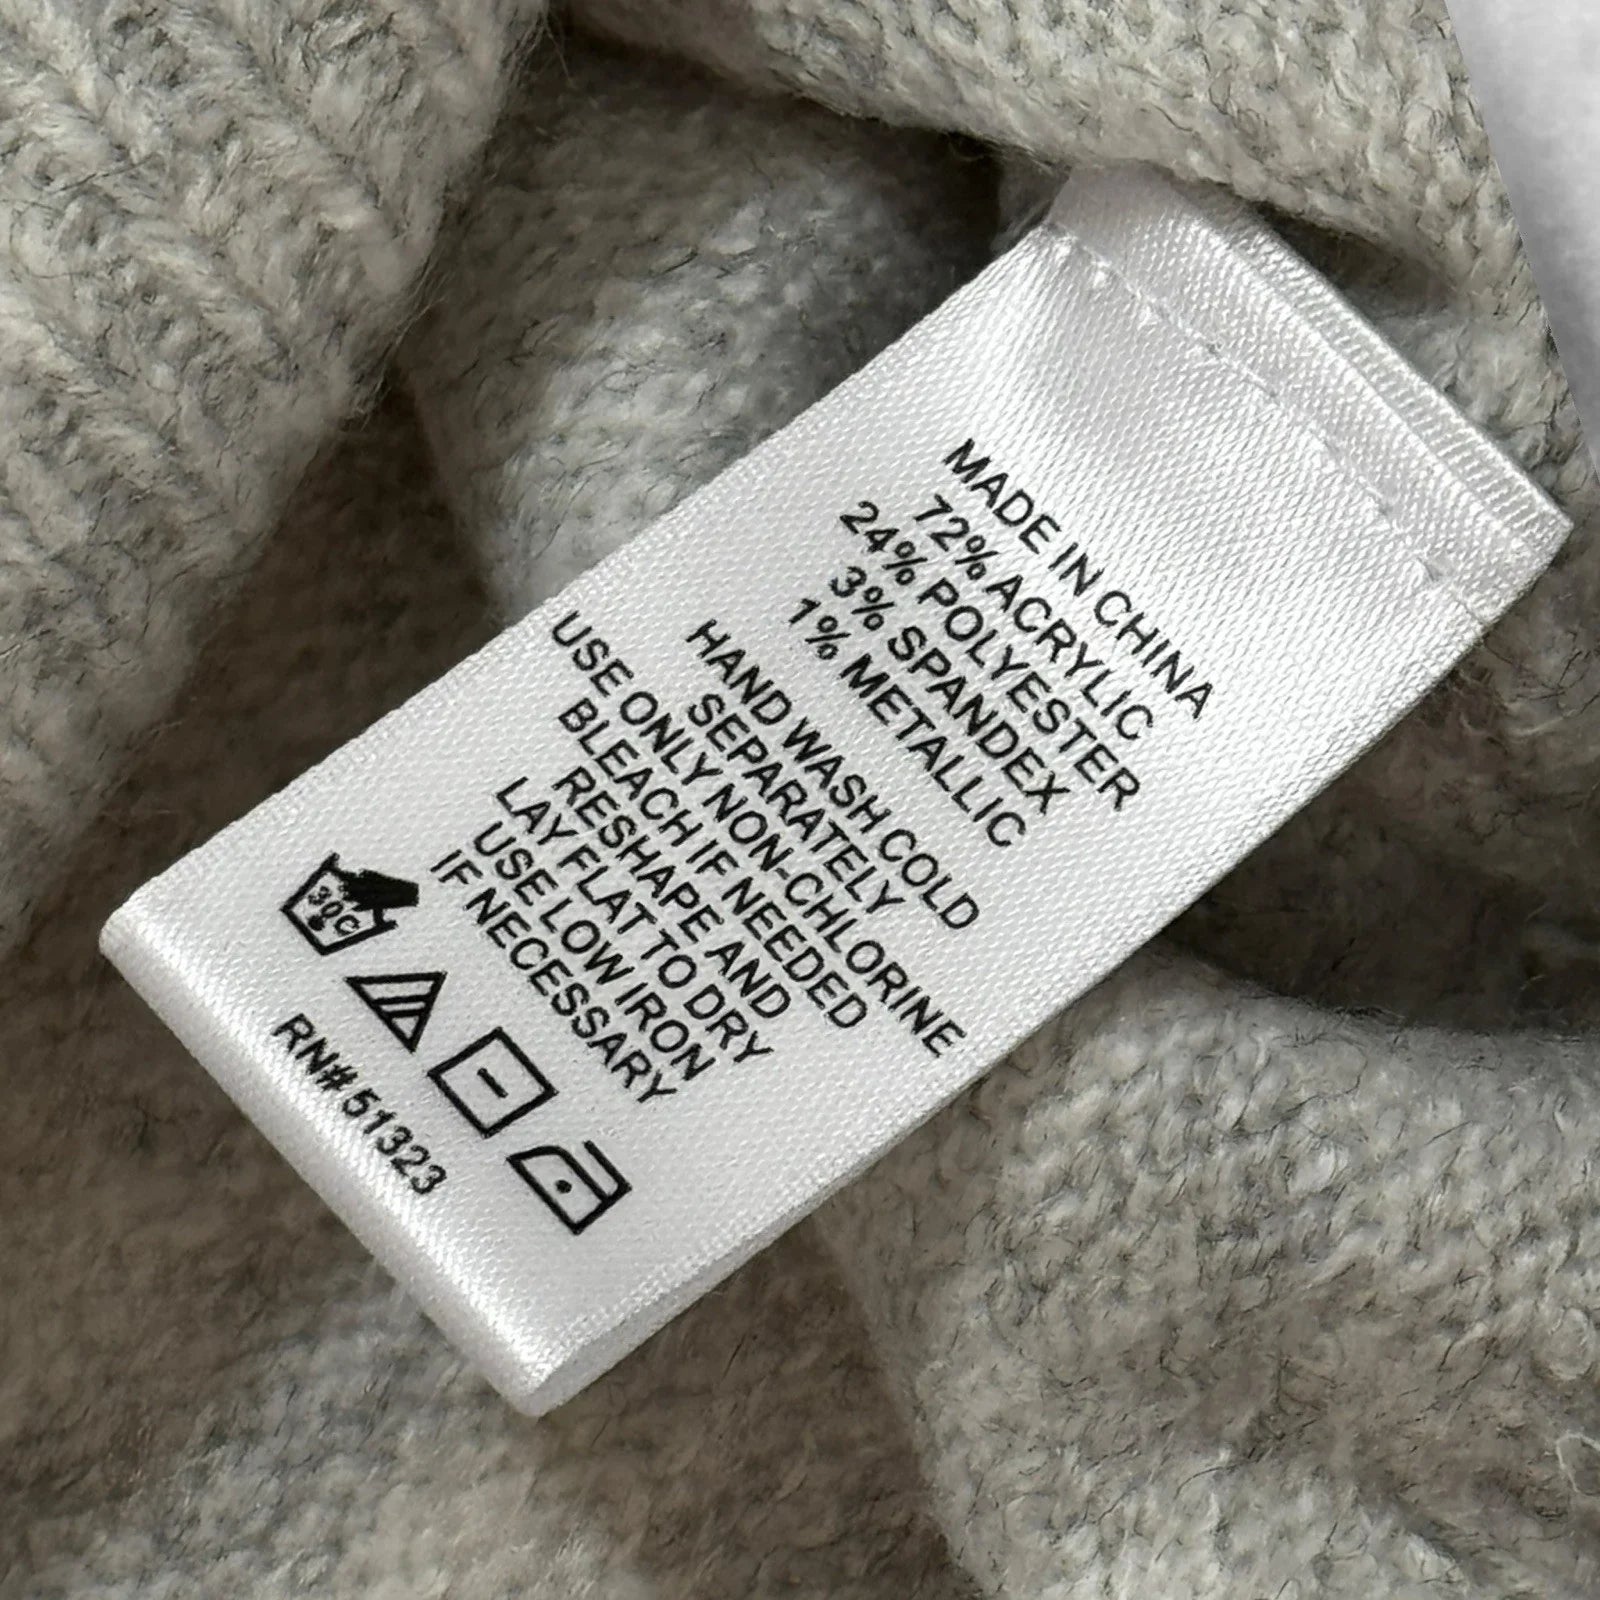 MADE IN CHINA
72% ACRYLIC
24% POLYESTER
3% SPANDEX
1% METALLIC
HAND WASH COLD
SEPARATELY
USE ONLY NON-CHLORINE
BLEACH IF NEEDED
RESHAPE AND
LAY FLAT TO DRY
USE LOW IRON
IF NECESSARY
30C
RN# 51323